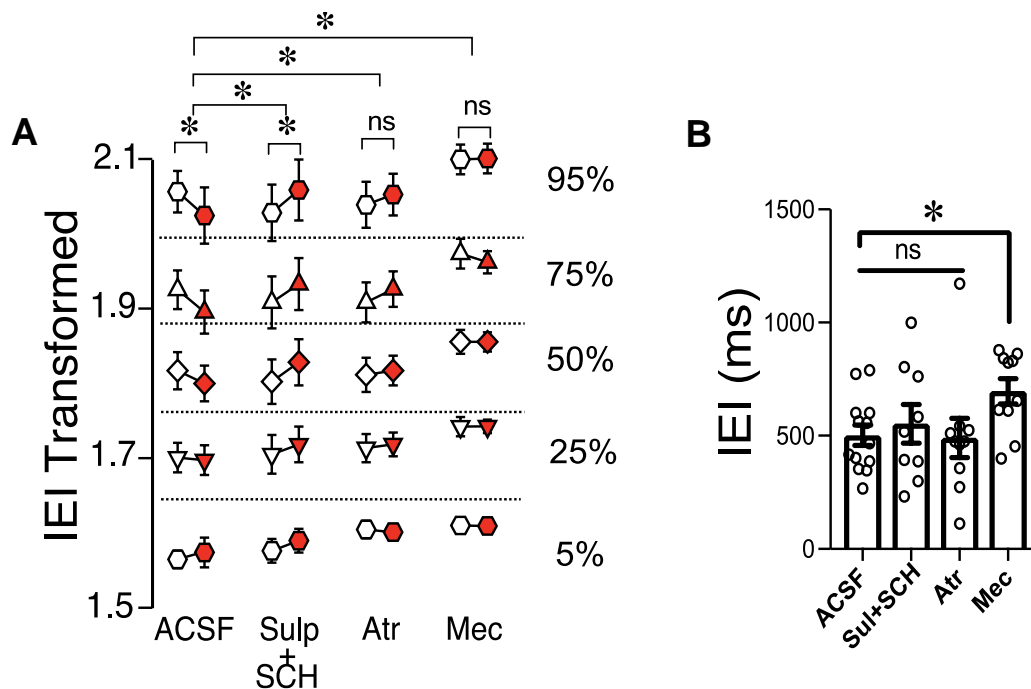 *
*
*
*
*
ns
ns
A
B
IEI Transformed
2.1
1.9
1.7
1.5
95%
75%
50%
25%
5%
ACSF
Sulp
+
SCH
Atr
Mec
IEI (ms)
1500
1000
500
0
*
ns
ACSF
Sul+SCH
Atr
Mec